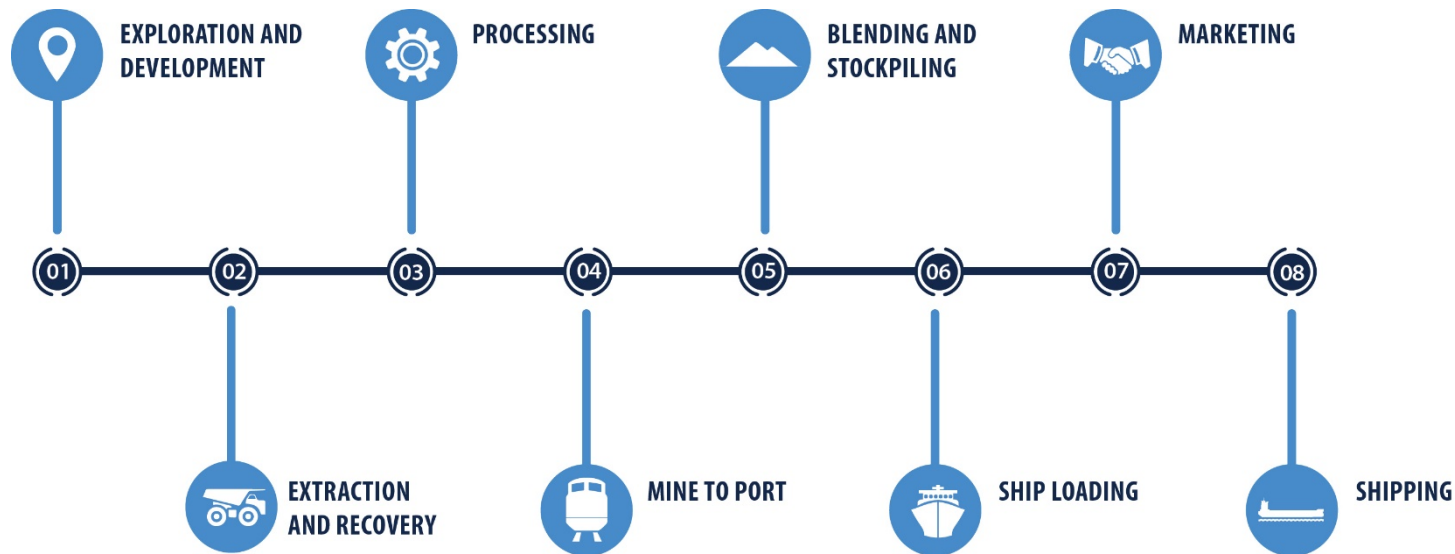 EXPLORATION AND
DEVELOPMENT
PROCESSING
BLENDING AND
STOCKPILING
MARKETING
01
02
03
04
05
06
07
08
EXTRACTION
AND RECOVERY
MINE TO PORT
SHIP LOADING
SHIPPING